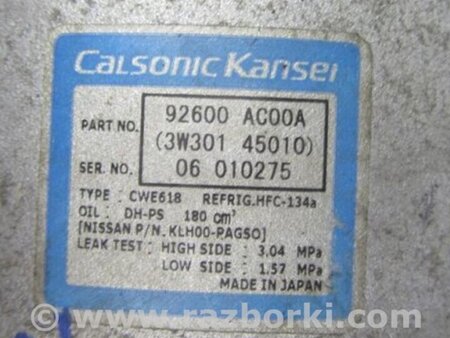 CALSONIC KANSEI
PART NO. 92600 AC00A
(3W301 45010)
SER. NO. 06 010275
TYPE : CWE618 REFRIG.HFC-134a
OIL : DH-PS 180 cm³
[NISSAN P/N. KLH00-PAGS0]
LEAK TEST : HIGH SIDE : 3.04 MPa
LOW SIDE : 1.57 MPa
MADE IN JAPAN
© www.razborki.com